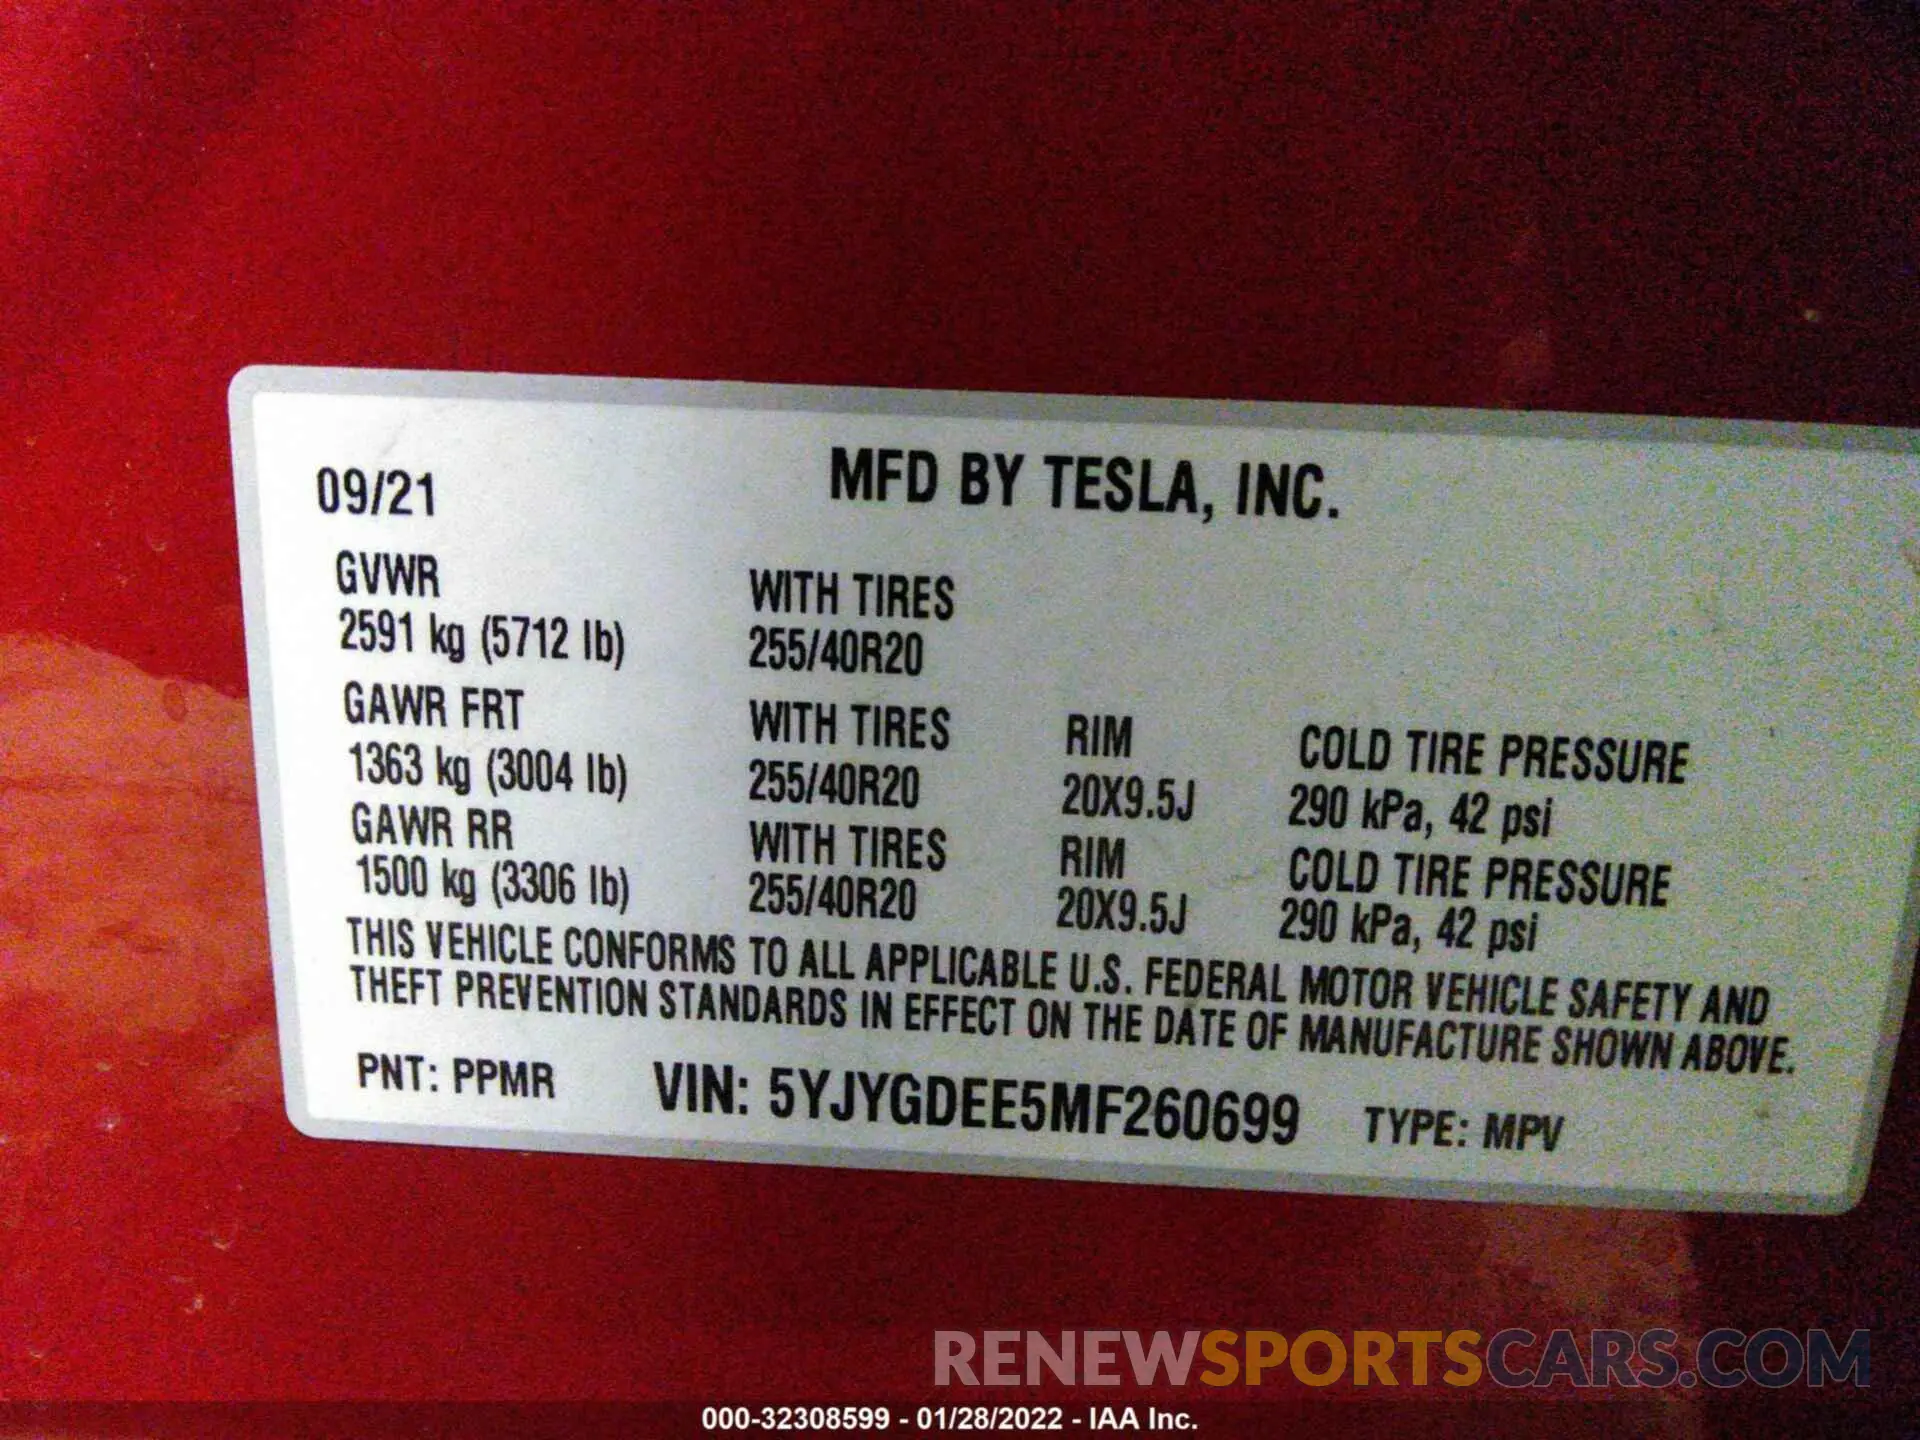 09/21 MFD BY TESLA, INC.
GVWR WITH TIRES
2591 kg (5712 lb) 255/40R20
GAWR FRT WITH TIRES RIM COLD TIRE PRESSURE
1363 kg (3004 lb) 255/40R20 20X9.5J 290 kPa, 42 psi
GAWR RR WITH TIRES RIM COLD TIRE PRESSURE
1500 kg (3306 lb) 255/40R20 20X9.5J 290 kPa, 42 psi
THIS VEHICLE CONFORMS TO ALL APPLICABLE U.S. FEDERAL MOTOR VEHICLE SAFETY AND
THEFT PREVENTION STANDARDS IN EFFECT ON THE DATE OF MANUFACTURE SHOWN ABOVE.
PNT: PPMR VIN: 5YJYGDEE5MF260699 TYPE: MPV
RENEWSPORTSCARS.COM
000-32308599 - 01/28/2022 - IAA Inc.